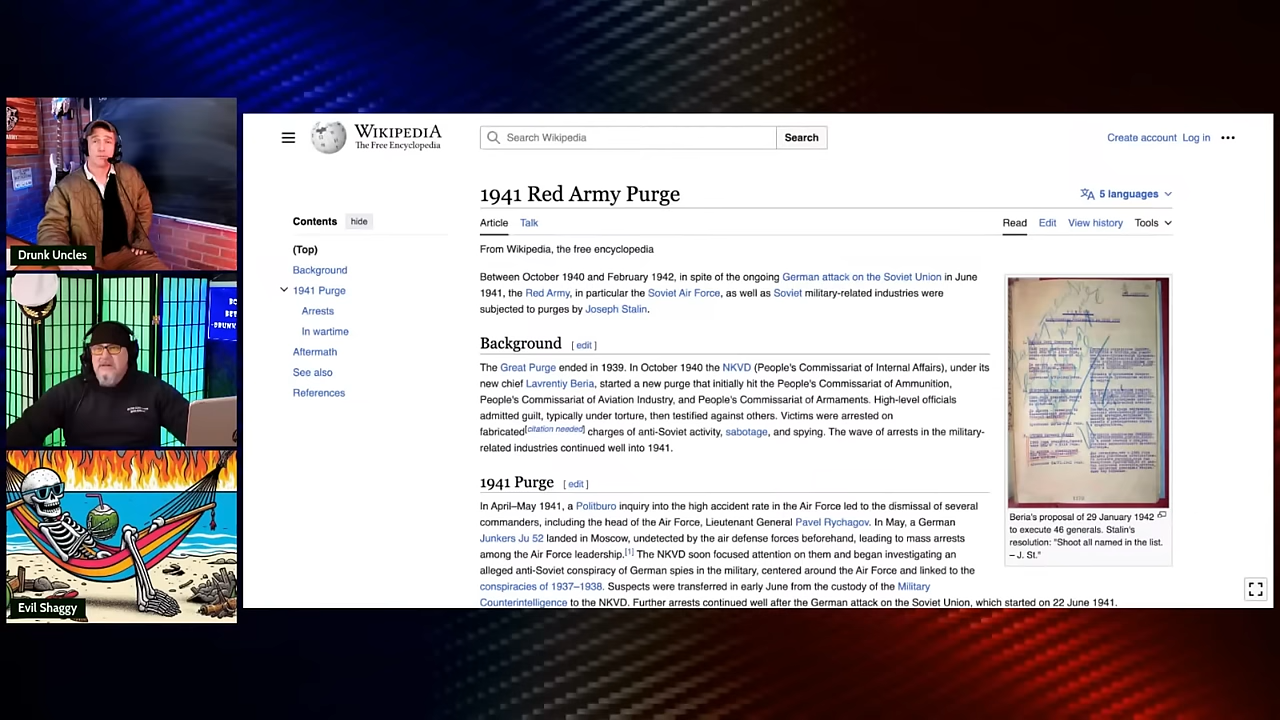 WIKIPEDIA
The Free Encyclopedia
Search Wikipedia
Search
Create account Log in
1941 Red Army Purge
5 languages
Article Talk
Read Edit View history Tools
From Wikipedia, the free encyclopedia
Contents hide
(Top)
Background
1941 Purge
Arrests
In wartime
Aftermath
See also
References
Between October 1940 and February 1942, in spite of the ongoing German attack on the Soviet Union in June
1941, the Red Army, in particular the Soviet Air Force, as well as Soviet military-related industries were
subjected to purges by Joseph Stalin.
Background [ edit ]
The Great Purge ended in 1939. In October 1940 the NKVD (People's Commissariat of Internal Affairs), under its
new chief Lavrentiy Beria, started a new purge that initially hit the People's Commissariat of Ammunition,
People's Commissariat of Aviation Industry, and People's Commissariat of Armaments. High-level officials
admitted guilt, typically under torture, then testified against others. Victims were arrested on
fabricated[citation needed] charges of anti-Soviet activity, sabotage, and spying. The wave of arrests in the military-
related industries continued well into 1941.
1941 Purge [ edit ]
In April–May 1941, a Politburo inquiry into the high accident rate in the Air Force led to the dismissal of several
commanders, including the head of the Air Force, Lieutenant General Pavel Rychagov. In May, a German
Junkers Ju 52 landed in Moscow, undetected by the air defense forces beforehand, leading to mass arrests
among the Air Force leadership.[1] The NKVD soon focused attention on them and began investigating an
alleged anti-Soviet conspiracy of German spies in the military, centered around the Air Force and linked to the
conspiracies of 1937–1938. Suspects were transferred in early June from the custody of the Military
Counterintelligence to the NKVD. Further arrests continued well after the German attack on the Soviet Union, which started on 22 June 1941.
Beria's proposal of 29 January 1942
to execute 46 generals. Stalin's
resolution: "Shoot all named in the list.
– J. St."
Drunk Uncles
Evil Shaggy